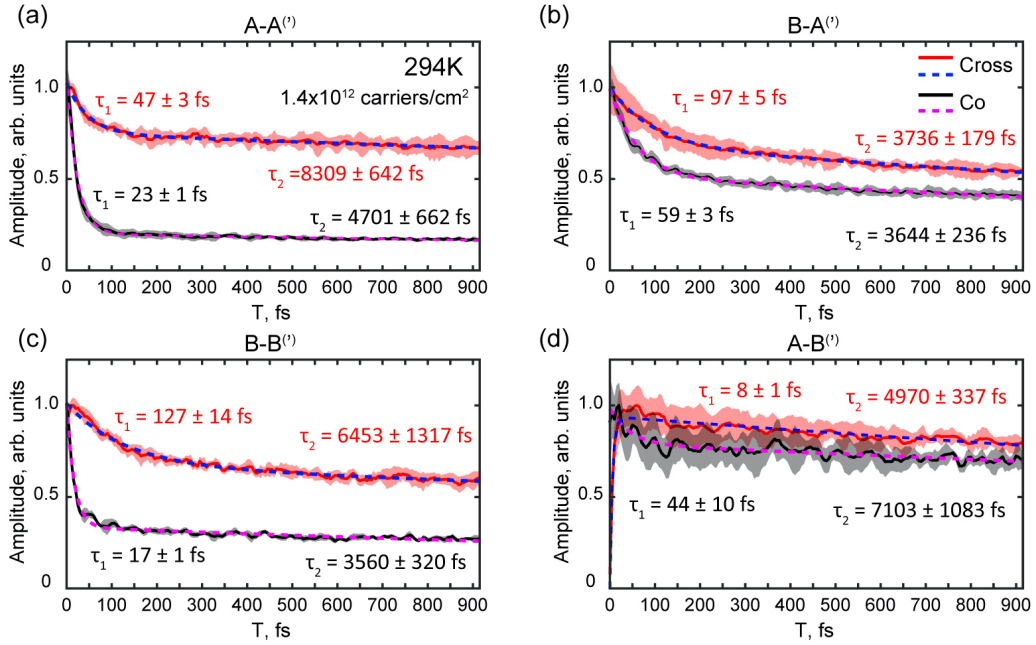 (a)
A-A(')
Amplitude, arb. units
1.0
0.5
0
294K
1.4x10¹² carriers/cm²
τ₁ = 47 ± 3 fs
τ₂ =8309 ± 642 fs
τ₁ = 23 ± 1 fs
τ₂ = 4701 ± 662 fs
0 100 200 300 400 500 600 700 800 900
T, fs
(b)
B-A(')
Amplitude, arb. units
1.0
0.5
0
Cross
Co
τ₁ = 97 ± 5 fs
τ₂ = 3736 ± 179 fs
τ₁ = 59 ± 3 fs
τ₂ = 3644 ± 236 fs
0 100 200 300 400 500 600 700 800 900
T, fs
(c)
B-B(')
Amplitude, arb. units
1.0
0.5
0
τ₁ = 127 ± 14 fs
τ₂ = 6453 ± 1317 fs
τ₁ = 17 ± 1 fs
τ₂ = 3560 ± 320 fs
0 100 200 300 400 500 600 700 800 900
T, fs
(d)
A-B(')
Amplitude, arb. units
1.0
0.5
0
τ₁ = 8 ± 1 fs
τ₂ = 4970 ± 337 fs
τ₁ = 44 ± 10 fs
τ₂ = 7103 ± 1083 fs
0 100 200 300 400 500 600 700 800 900
T, fs